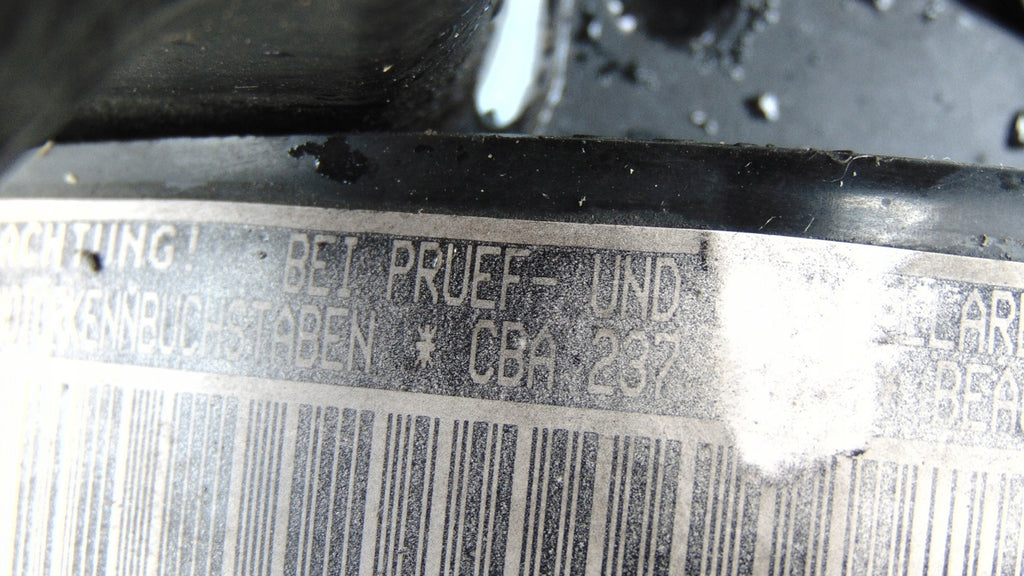 ACHTUNG! BEI PRUEF- UND
MOTORKENNBUCHSTABEN * CBA 237